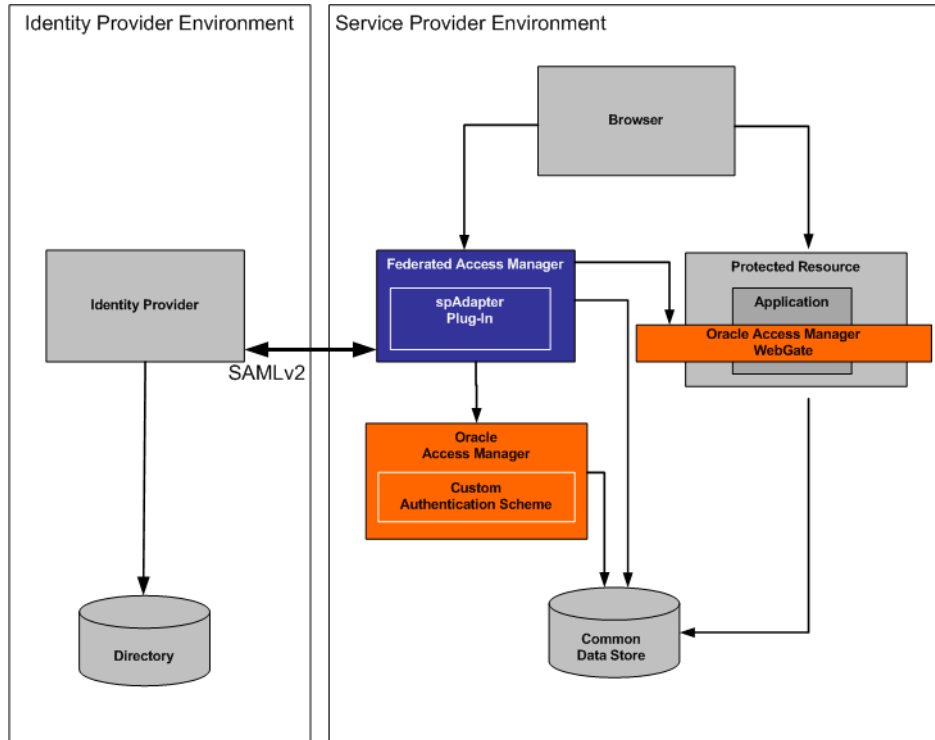 Identity Provider Environment
Service Provider Environment
Browser
Federated Access Manager
spAdapter
Plug-In
Protected Resource
Application
Oracle Access Manager
WebGate
Identity Provider
SAMLv2
Oracle
Access Manager
Custom
Authentication Scheme
Directory
Common
Data Store